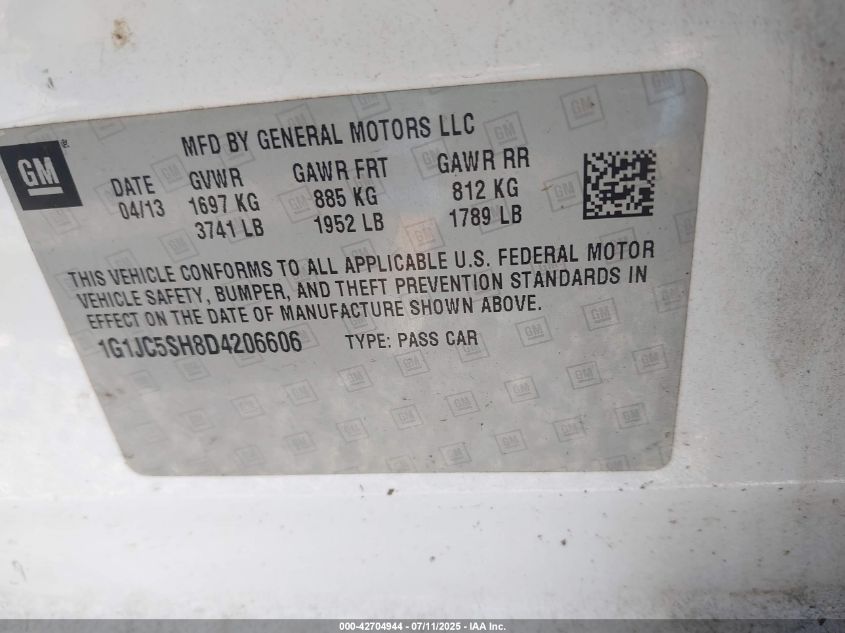 GM
MFD BY GENERAL MOTORS LLC
DATE GVWR GAWR FRT GAWR RR
04/13 1697 KG 885 KG 812 KG
3741 LB 1952 LB 1789 LB
THIS VEHICLE CONFORMS TO ALL APPLICABLE U.S. FEDERAL MOTOR
VEHICLE SAFETY, BUMPER, AND THEFT PREVENTION STANDARDS IN
EFFECT ON THE DATE OF MANUFACTURE SHOWN ABOVE.
1G1JC5SH8D4206606 TYPE: PASS CAR
000-42704944 - 07/11/2025 - IAA Inc.